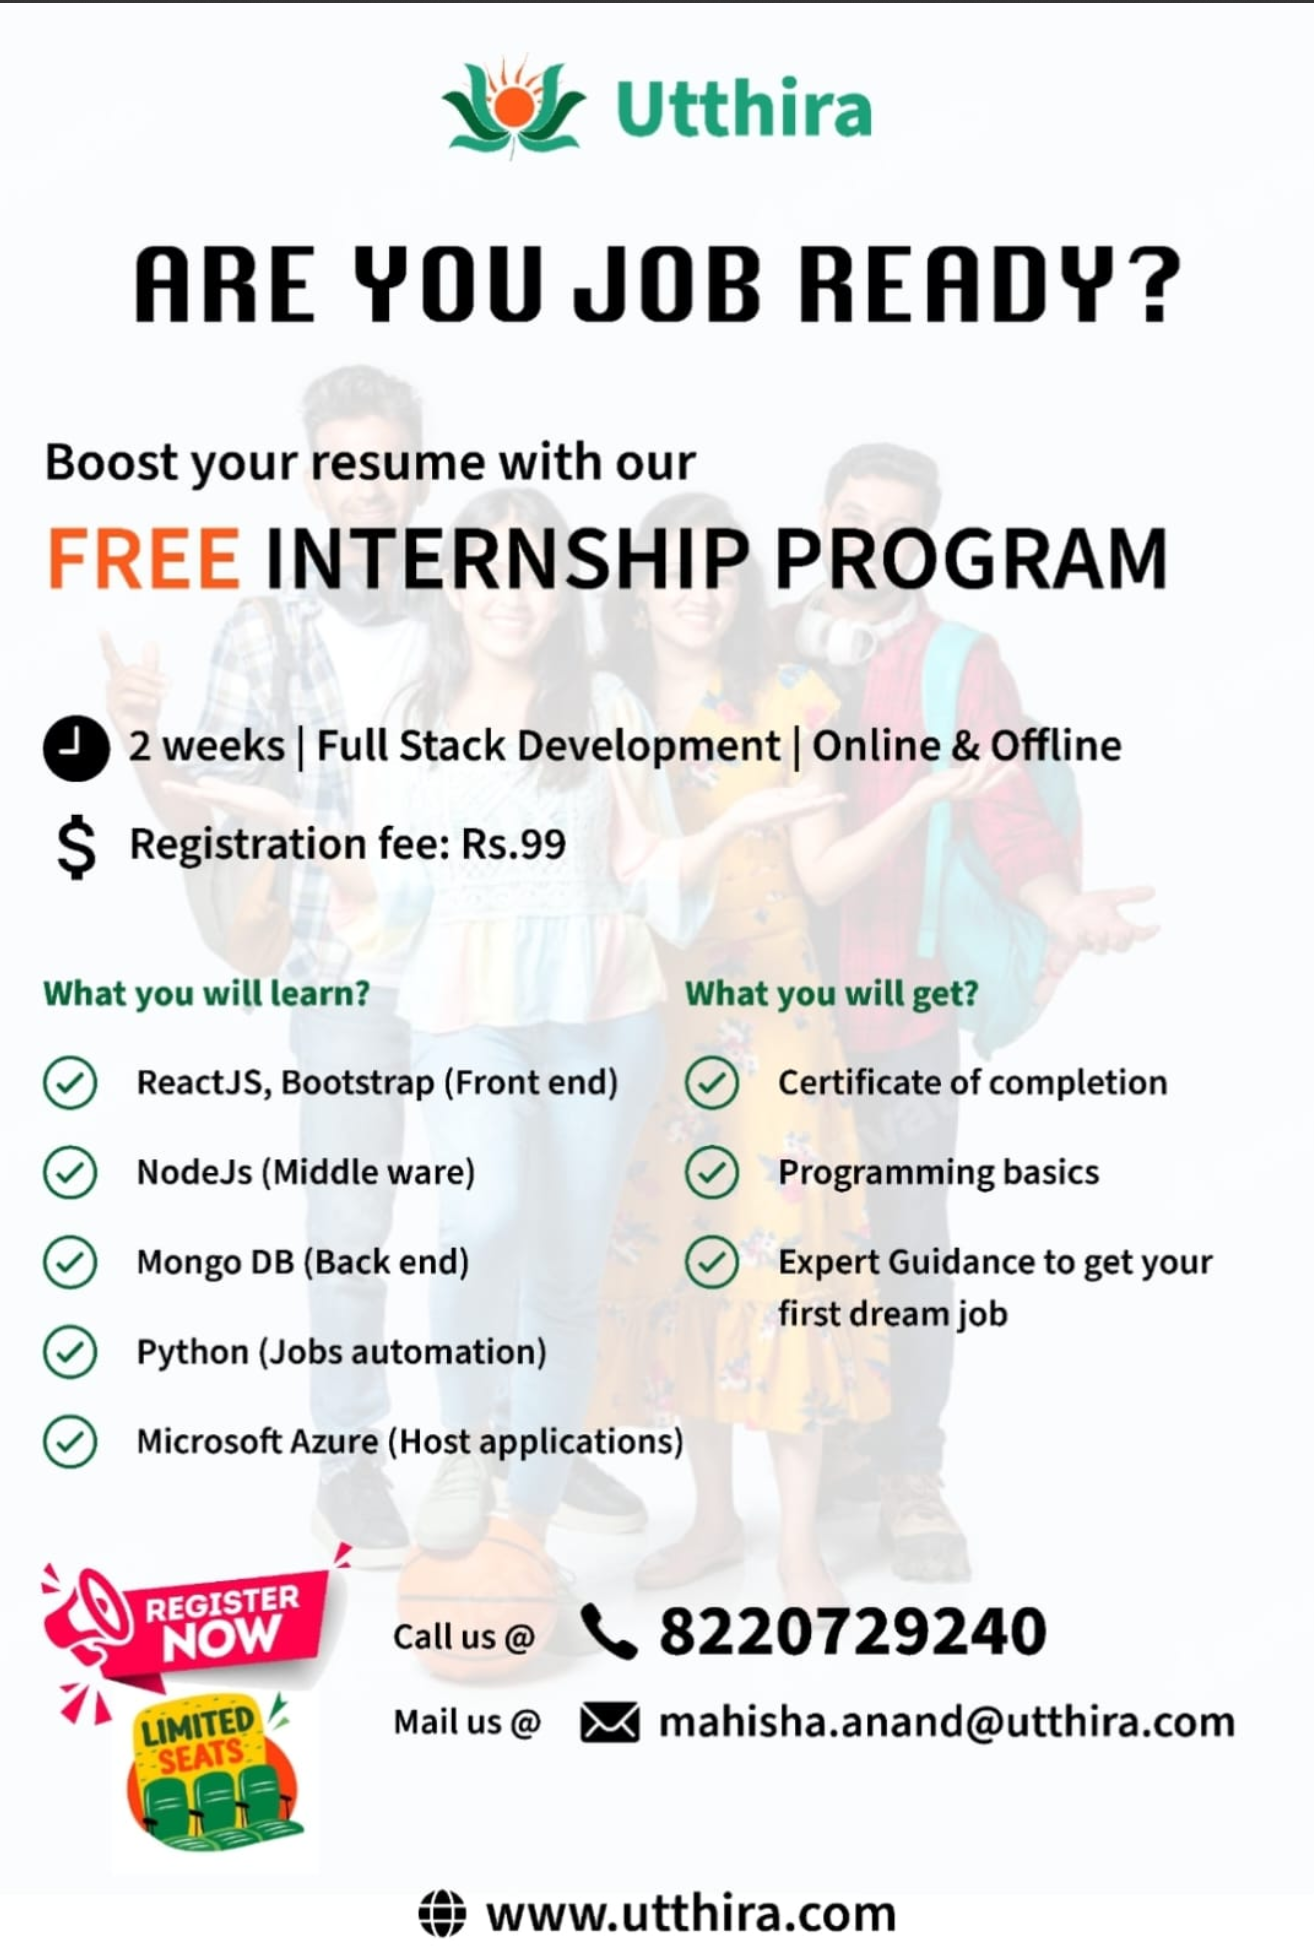 Utthira
ARE YOU JOB READY?
Boost your resume with our
FREE INTERNSHIP PROGRAM
2 weeks | Full Stack Development | Online & Offline
$ Registration fee: Rs.99
What you will learn?
ReactJS, Bootstrap (Front end)
NodeJs (Middle ware)
Mongo DB (Back end)
Python (Jobs automation)
Microsoft Azure (Host applications)
What you will get?
Certificate of completion
Programming basics
Expert Guidance to get your
first dream job
REGISTER
NOW
LIMITED
SEATS
Call us @ 8220729240
Mail us @ mahisha.anand@utthira.com
www.utthira.com